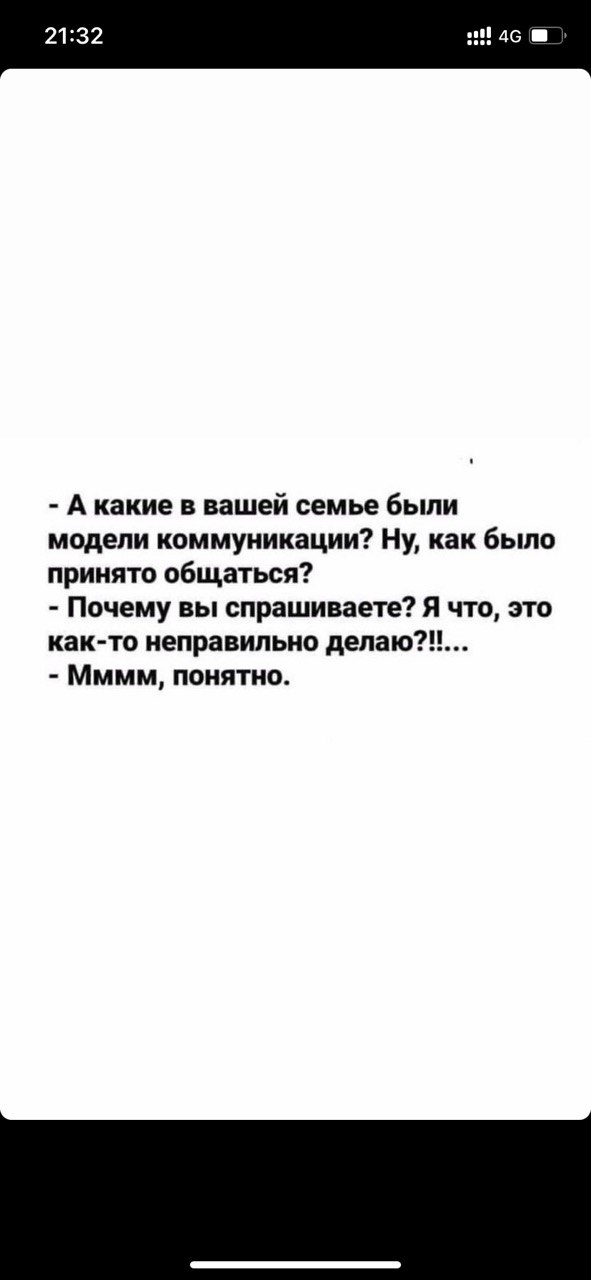 21:32
4G
- А какие в вашей семье были
модели коммуникации? Ну, как было
принято общаться?
- Почему вы спрашиваете? Я что, это
как-то неправильно делаю?!!...
- Мммм, понятно.